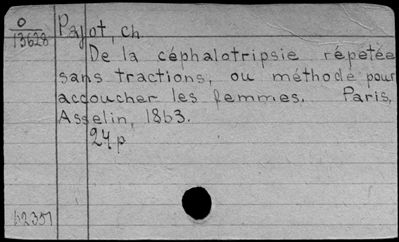 0
13628 Pajot, Ch.
De la céphalotripsie répétée
sans tractions, ou méthode pour
accoucher les femmes. Paris,
Asselin, 1863.
24 p
62351